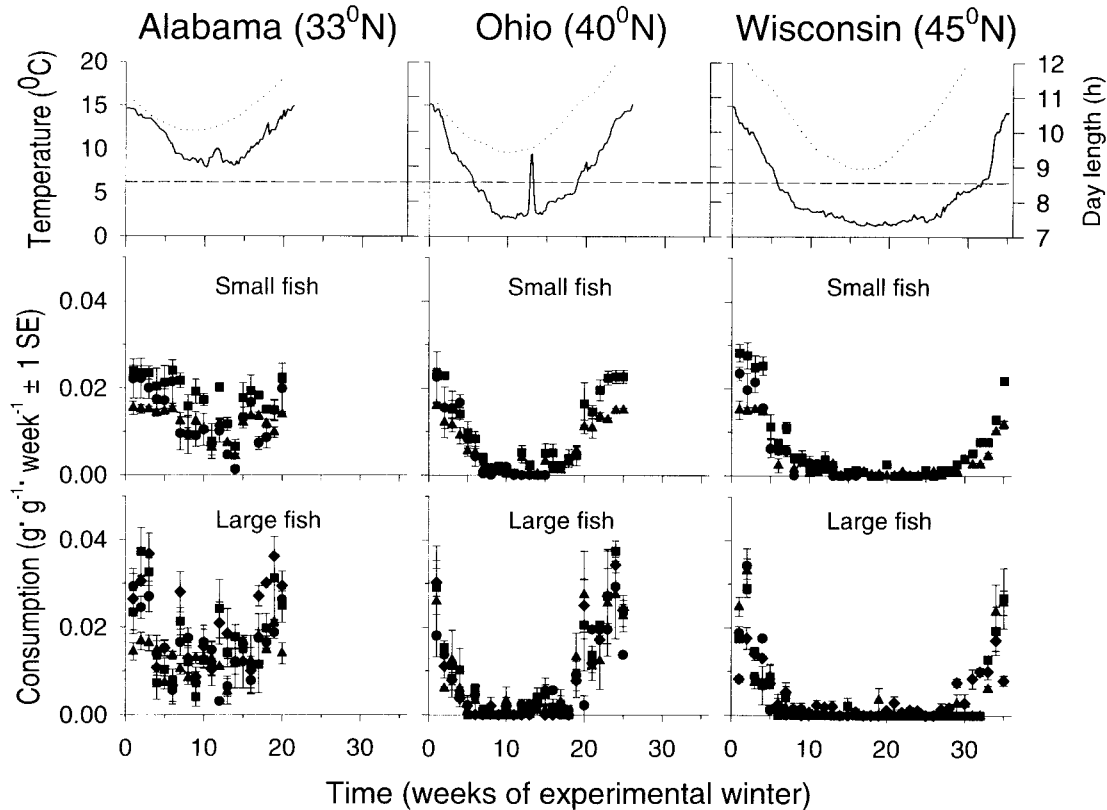 Alabama (33⁰N) Ohio (40⁰N) Wisconsin (45⁰N)
Temperature (⁰C)
20
15
10
5
0
12
11
10
9
8
7
Day length (h)
Small fish Small fish Small fish
0.04
0.02
0.00
Consumption (g· g⁻¹· week⁻¹ ± 1 SE)
Large fish Large fish Large fish
0.04
0.02
0.00
0 10 20 30 0 10 20 30 0 10 20 30
Time (weeks of experimental winter)